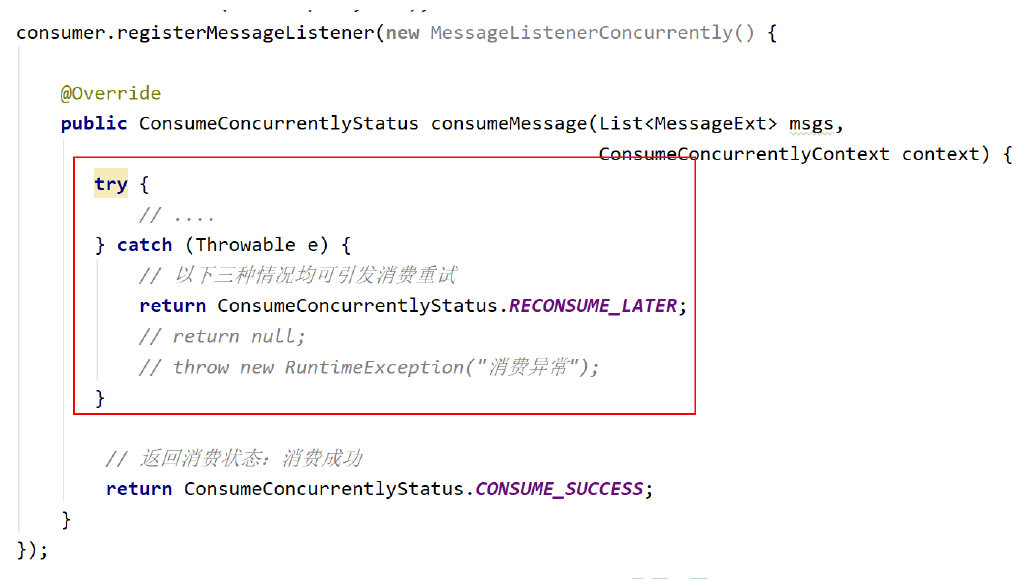 consumer.registerMessageListener(new MessageListenerConcurrently() {
@Override
public ConsumeConcurrentlyStatus consumeMessage(List<MessageExt> msgs,
ConsumeConcurrentlyContext context) {
try {
// ....
} catch (Throwable e) {
// 以下三种情况均可引发消费重试
return ConsumeConcurrentlyStatus.RECONSUME_LATER;
// return null;
// throw new RuntimeException("消费异常");
}
// 返回消费状态：消费成功
return ConsumeConcurrentlyStatus.CONSUME_SUCCESS;
}
});